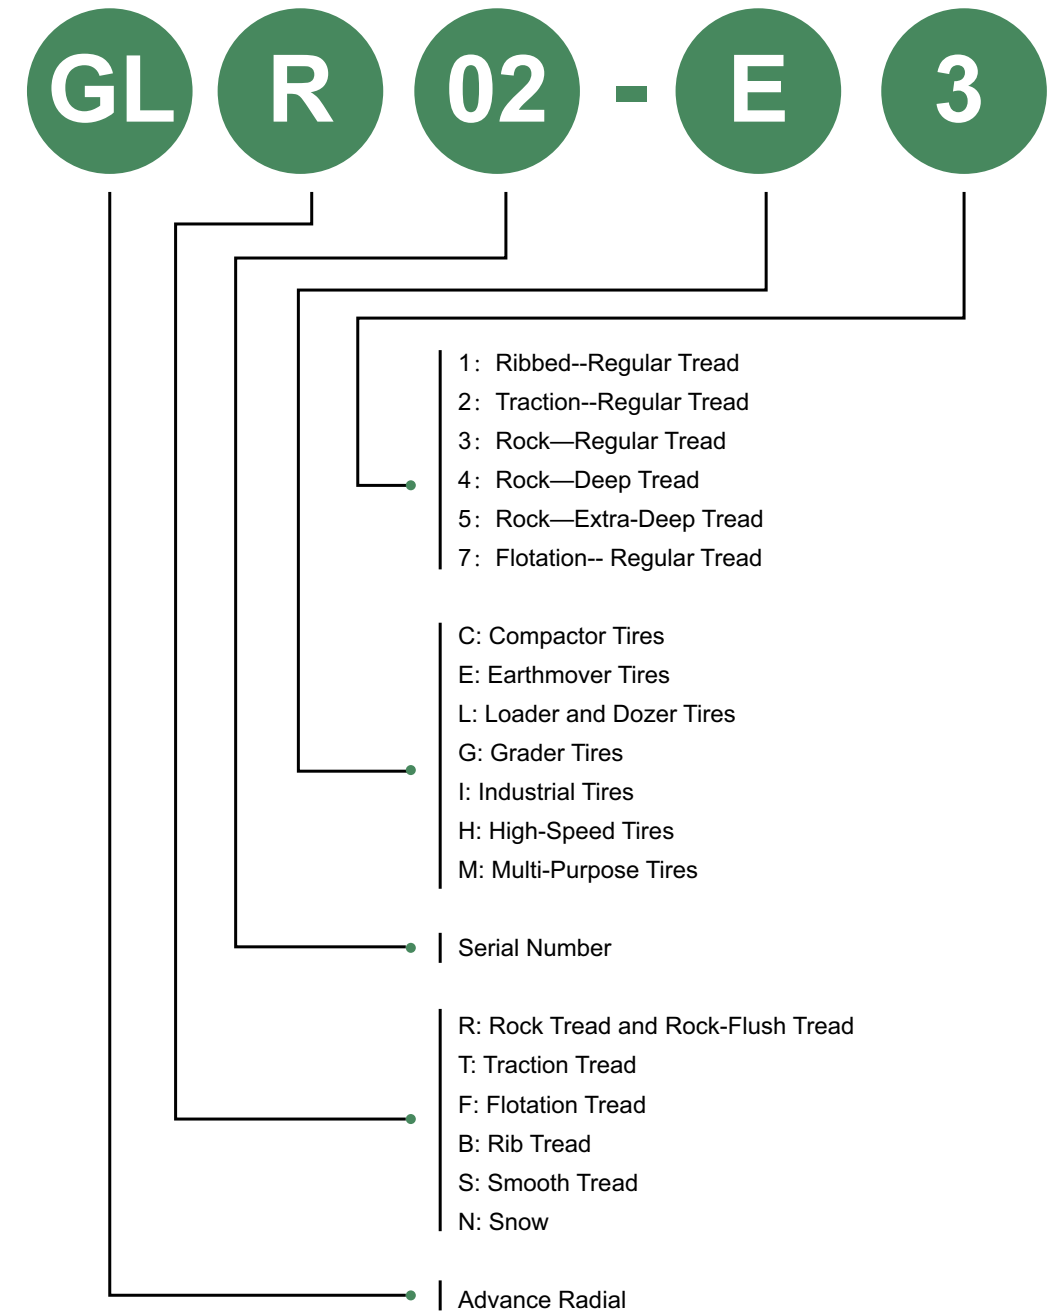 GL R 02 - E 3
1: Ribbed--Regular Tread
2: Traction--Regular Tread
3: Rock—Regular Tread
4: Rock—Deep Tread
5: Rock—Extra-Deep Tread
7: Flotation-- Regular Tread
C: Compactor Tires
E: Earthmover Tires
L: Loader and Dozer Tires
G: Grader Tires
I: Industrial Tires
H: High-Speed Tires
M: Multi-Purpose Tires
Serial Number
R: Rock Tread and Rock-Flush Tread
T: Traction Tread
F: Flotation Tread
B: Rib Tread
S: Smooth Tread
N: Snow
Advance Radial